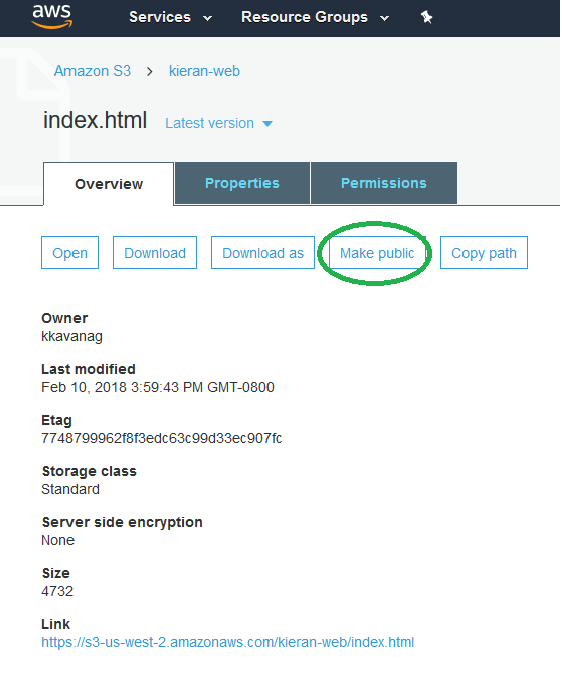 aws Services Resource Groups
Amazon S3 > kieran-web
index.html Latest version
Overview Properties Permissions
Open Download Download as Make public Copy path
Owner
kkavanag
Last modified
Feb 10, 2018 3:59:43 PM GMT-0800
Etag
7748799962f8f3edc63c99d33ec907fc
Storage class
Standard
Server side encryption
None
Size
4732
Link
https://s3-us-west-2.amazonaws.com/kieran-web/index.html